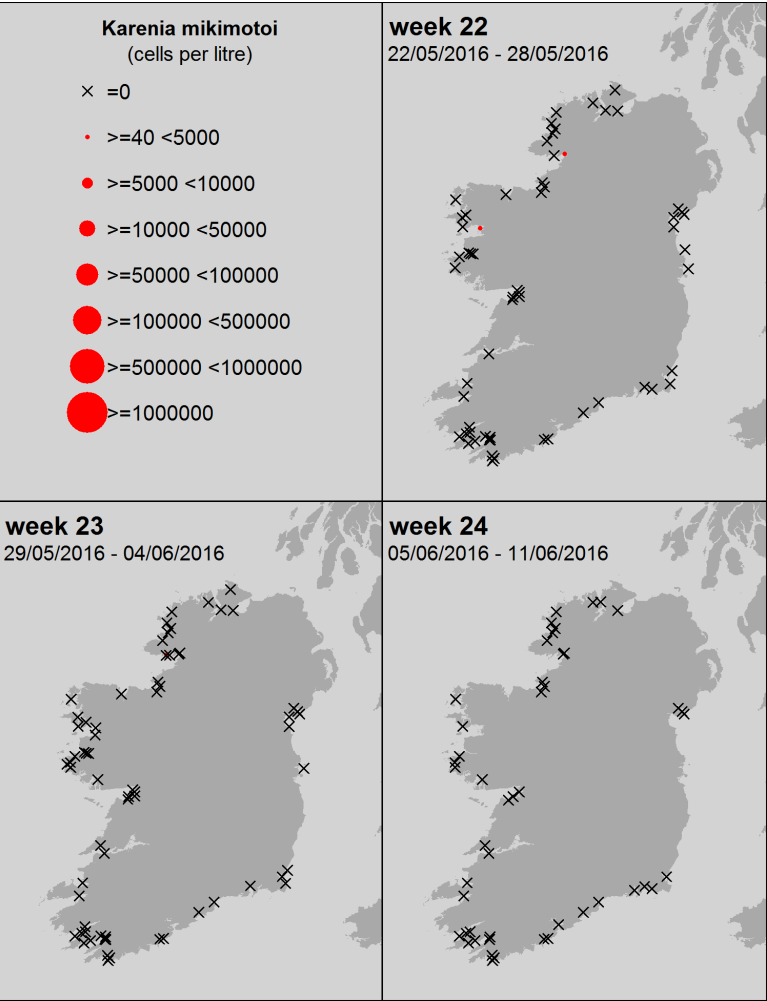 Karenia mikimotoi
(cells per litre)
=0
>=40 <5000
>=5000 <10000
>=10000 <50000
>=50000 <100000
>=100000 <500000
>=500000 <1000000
>=1000000
week 22
22/05/2016 - 28/05/2016
week 23
29/05/2016 - 04/06/2016
week 24
05/06/2016 - 11/06/2016